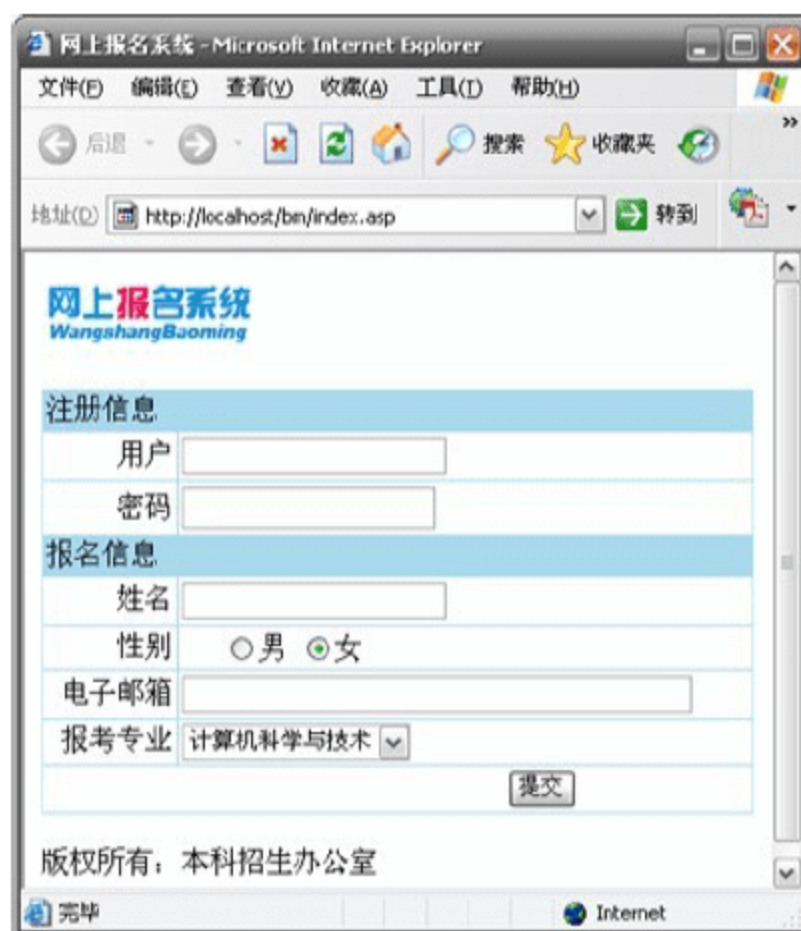 网上报名系统 - Microsoft Internet Explorer
文件(F) 编辑(E) 查看(V) 收藏(A) 工具(T) 帮助(H)
后退 搜索 收藏夹 »
地址(D) http://localhost/bm/index.asp 转到
网上报名系统
WangshangBaoming
注册信息
用户
密码
报名信息
姓名
性别 男 女
电子邮箱
报考专业 计算机科学与技术
提交
版权所有：本科招生办公室
完毕 Internet